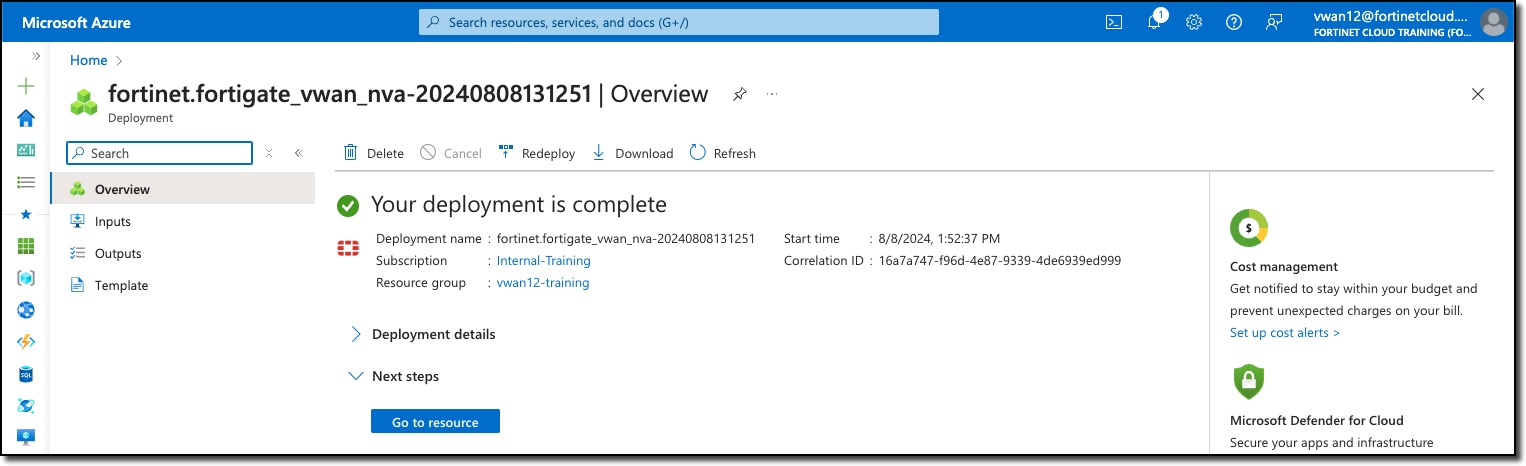 Microsoft Azure
Search resources, services, and docs (G+/)
1
vwan12@fortinetcloud....
FORTINET CLOUD TRAINING (FO...
Home
fortinet.fortigate_vwan_nva-20240808131251 | Overview
Deployment
Search
Overview
Inputs
Outputs
Template
Delete
Cancel
Redeploy
Download
Refresh
Your deployment is complete
Deployment name : fortinet.fortigate_vwan_nva-20240808131251
Subscription : Internal-Training
Resource group : vwan12-training
Start time : 8/8/2024, 1:52:37 PM
Correlation ID : 16a7a747-f96d-4e87-9339-4de6939ed999
Deployment details
Next steps
Go to resource
$
Cost management
Get notified to stay within your budget and
prevent unexpected charges on your bill.
Set up cost alerts >
Microsoft Defender for Cloud
Secure your apps and infrastructure
SQL